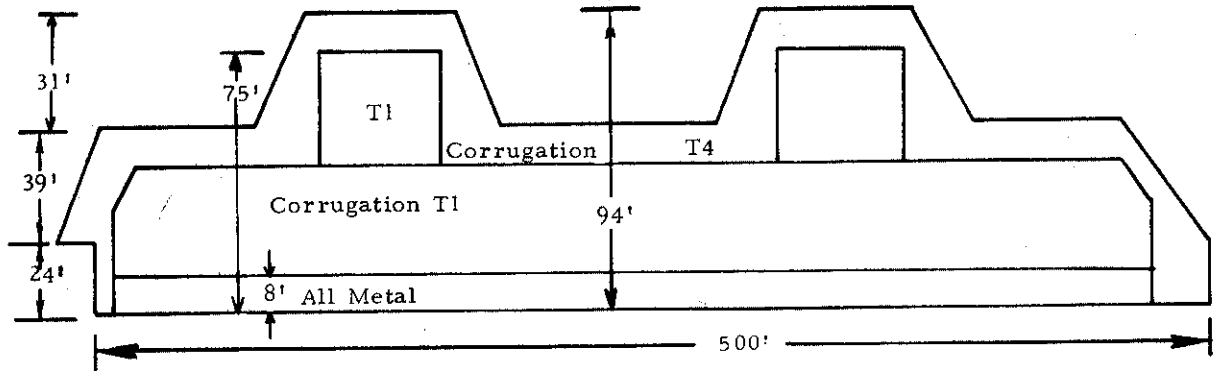 31'
75'
T1
Corrugation T4
39'
Corrugation T1
94'
24'
8' All Metal
500'